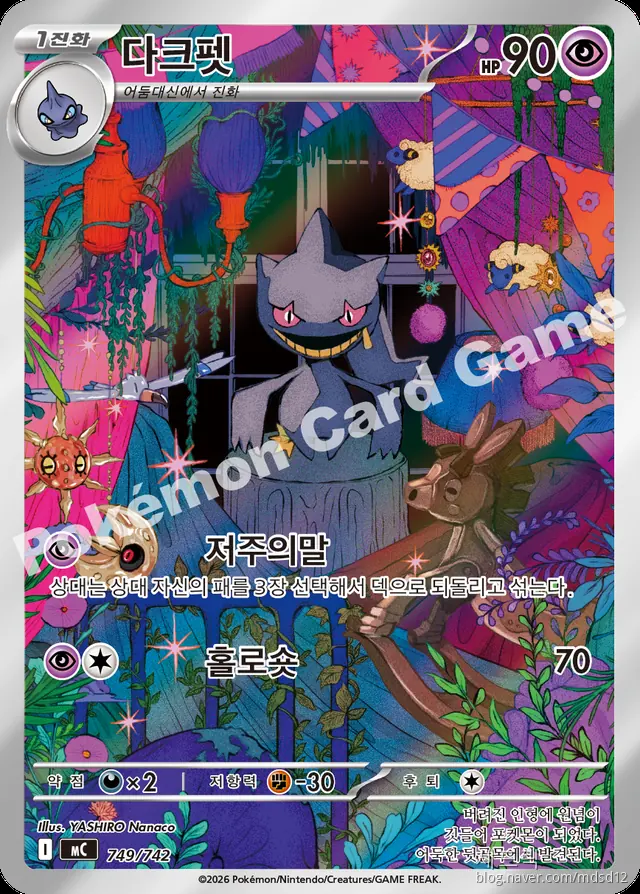 1진화
다크펫
HP 90
어둠대신에서 진화
Pokémon Card Game
저주의말
상대는 상대 자신의 패를 3장 선택해서 덱으로 되돌리고 섞는다.
홀로숏 70
약점 ×2 저항력 -30 후퇴
Illus. YASHIRO Nanaco
I mC 749/742
버려진 인형에 원념이
깃들어 포켓몬이 되었다.
어두운 뒷골목에서 발견된다.
©2026 Pokémon/Nintendo/Creatures/GAME FREAK.
blog.naver.com/mdsd12